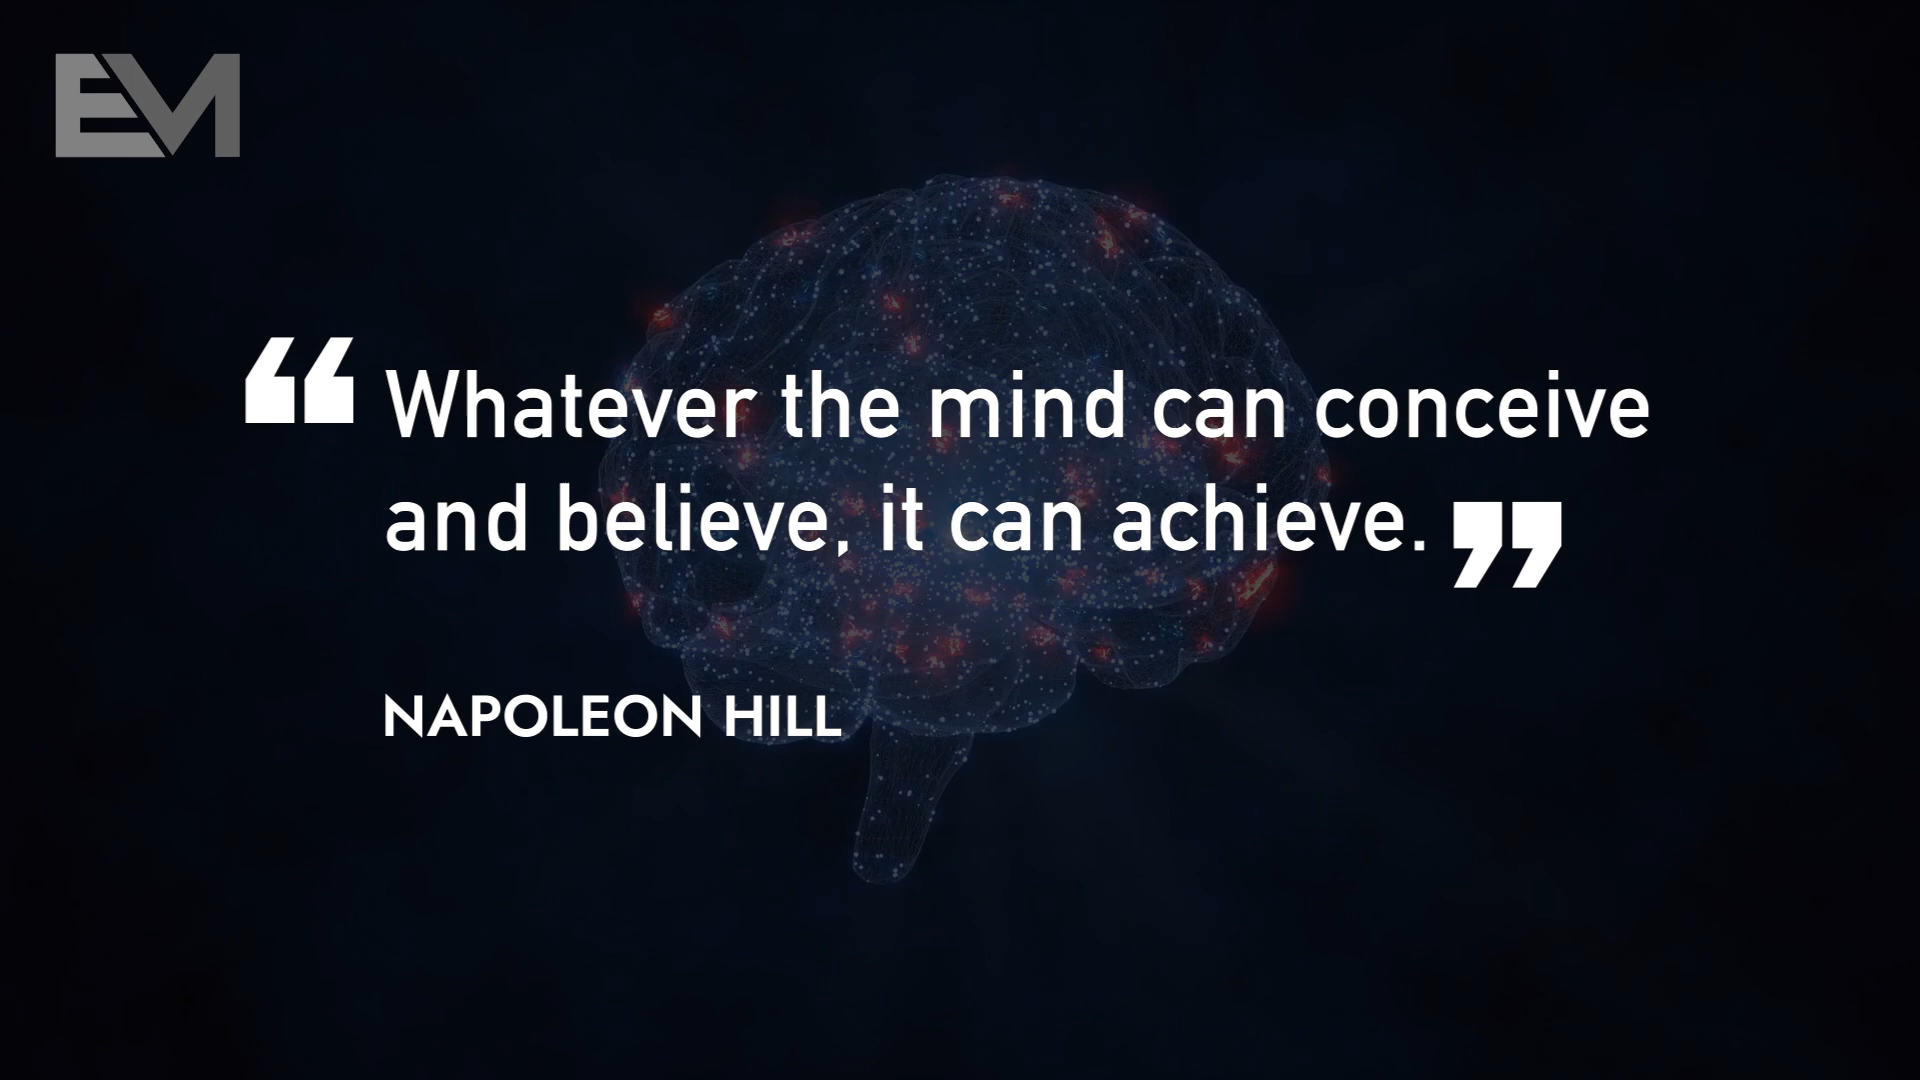 EM
“Whatever the mind can conceive
and believe, it can achieve.”
NAPOLEON HILL